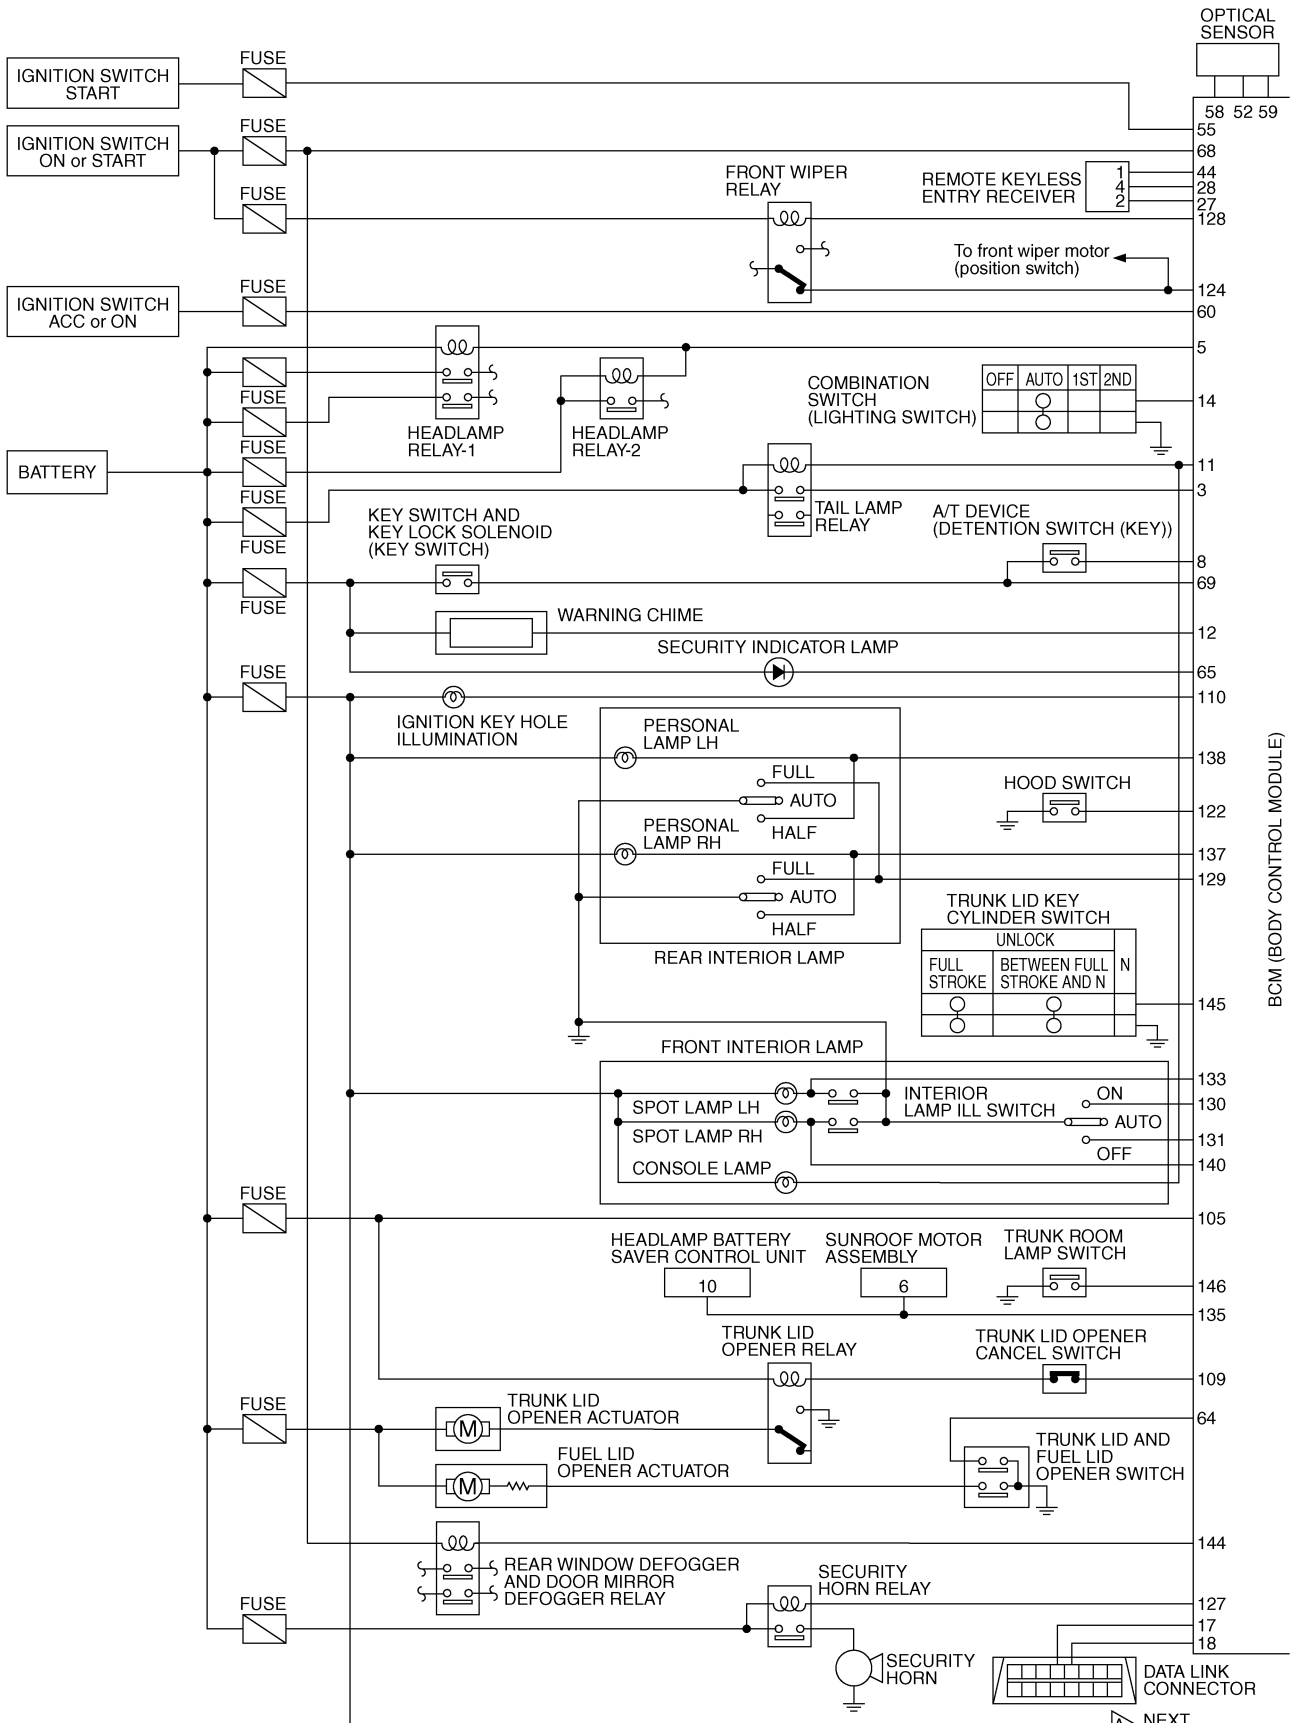 OPTICAL
SENSOR
58 52 59
FUSE
IGNITION SWITCH
START
55
FUSE
IGNITION SWITCH
ON or START
68
FRONT WIPER
RELAY
REMOTE KEYLESS
ENTRY RECEIVER
1
4
2
44
28
27
FUSE
128
To front wiper motor
(position switch)
124
FUSE
IGNITION SWITCH
ACC or ON
60
5
COMBINATION
SWITCH
(LIGHTING SWITCH)
OFF AUTO 1ST 2ND
14
FUSE
HEADLAMP
RELAY-1
HEADLAMP
RELAY-2
FUSE
BATTERY
11
FUSE
3
TAIL LAMP
RELAY
KEY SWITCH AND
KEY LOCK SOLENOID
(KEY SWITCH)
A/T DEVICE
(DETENTION SWITCH (KEY))
FUSE
8
69
FUSE
WARNING CHIME
12
SECURITY INDICATOR LAMP
65
FUSE
110
IGNITION KEY HOLE
ILLUMINATION
PERSONAL
LAMP LH
138
FULL
AUTO
HALF
HOOD SWITCH
122
PERSONAL
LAMP RH
137
FULL
129
AUTO
HALF
REAR INTERIOR LAMP
TRUNK LID KEY
CYLINDER SWITCH
UNLOCK
FULL
STROKE
BETWEEN FULL
STROKE AND N
N
145
BCM (BODY CONTROL MODULE)
FRONT INTERIOR LAMP
133
SPOT LAMP LH
INTERIOR
LAMP ILL SWITCH
ON
130
AUTO
SPOT LAMP RH
131
OFF
140
CONSOLE LAMP
FUSE
105
HEADLAMP BATTERY
SAVER CONTROL UNIT
10
SUNROOF MOTOR
ASSEMBLY
6
TRUNK ROOM
LAMP SWITCH
146
135
TRUNK LID
OPENER RELAY
TRUNK LID OPENER
CANCEL SWITCH
109
FUSE
TRUNK LID
OPENER ACTUATOR
M
64
FUEL LID
OPENER ACTUATOR
M
TRUNK LID AND
FUEL LID
OPENER SWITCH
144
REAR WINDOW DEFOGGER
AND DOOR MIRROR
DEFOGGER RELAY
SECURITY
HORN RELAY
FUSE
127
17
18
SECURITY
HORN
DATA LINK
CONNECTOR
NEXT